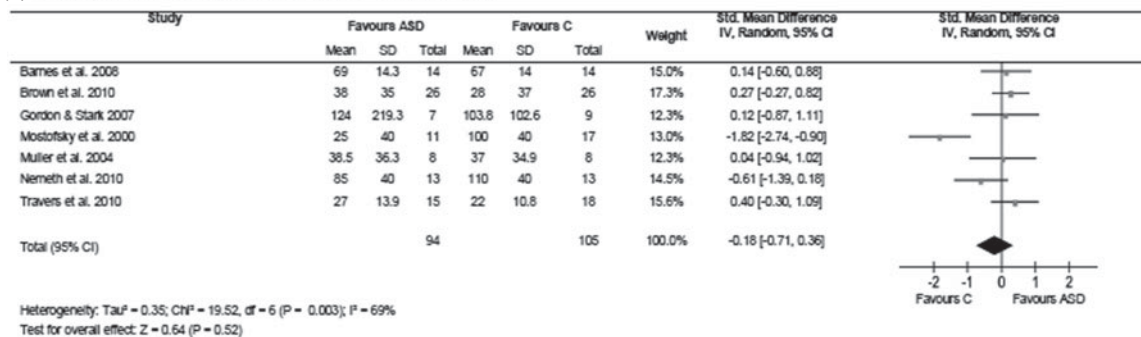 Study Favours ASD Favours C Weight Std. Mean Difference Std. Mean Difference
Mean SD Total Mean SD Total IV, Random, 95% CI IV, Random, 95% CI
Barnes et al. 2008 69 14.3 14 67 14 14 15.0% 0.14 [-0.60, 0.88]
Brown et al. 2010 38 35 26 28 37 26 17.3% 0.27 [-0.27, 0.82]
Gordon & Stark 2007 124 219.3 7 103.8 102.6 9 12.3% 0.12 [-0.87, 1.11]
Mostofsky et al. 2000 25 40 11 100 40 17 13.0% -1.82 [-2.74, -0.90]
Muller et al. 2004 38.5 36.3 8 37 34.9 8 12.3% 0.04 [-0.94, 1.02]
Nemeth et al. 2010 85 40 13 110 40 13 14.5% -0.61 [-1.39, 0.18]
Travers et al. 2010 27 13.9 15 22 10.8 18 15.6% 0.40 [-0.30, 1.09]
Total (95% CI) 94 105 100.0% -0.18 [-0.71, 0.36]
-2 -1 0 1 2
Favours C Favours ASD
Heterogeneity: Tau² = 0.35; Chi² = 19.52, df = 6 (P = 0.003); I² = 69%
Test for overall effect: Z = 0.64 (P = 0.52)